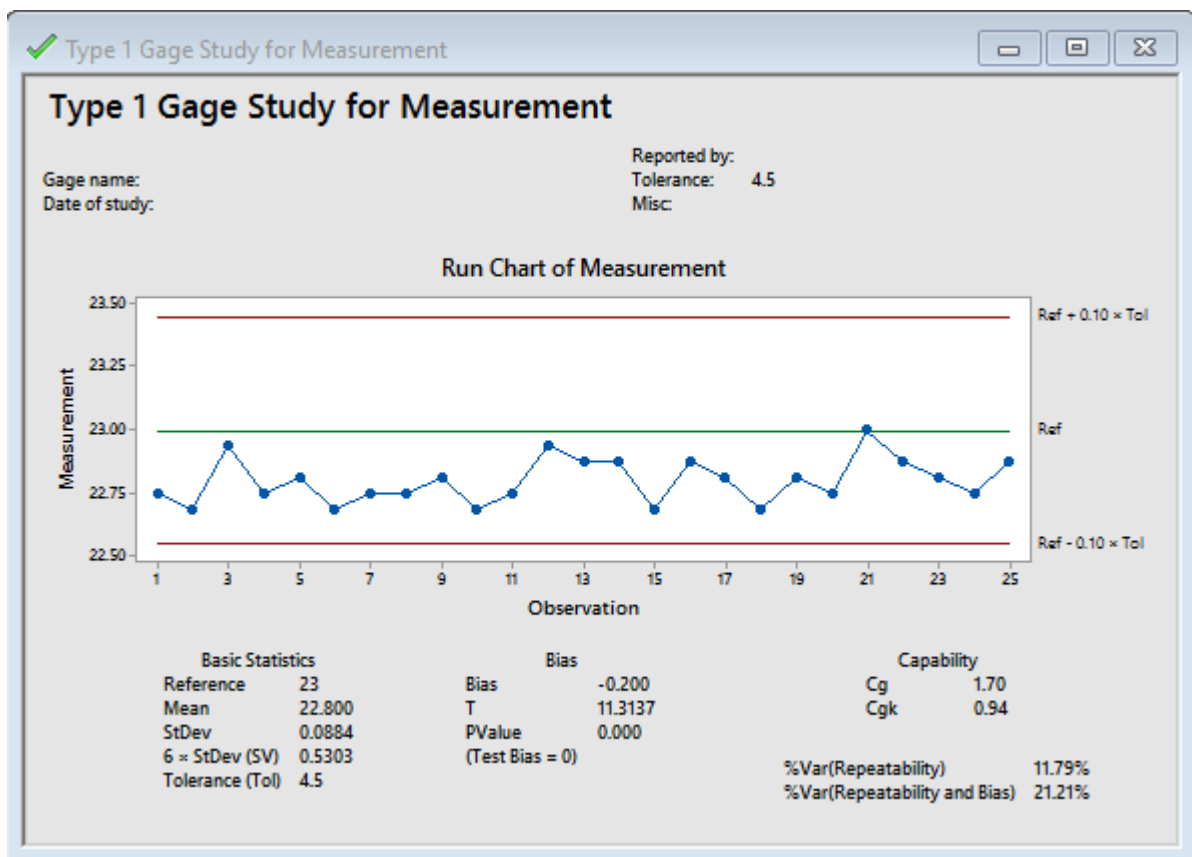 Type 1 Gage Study for Measurement
Type 1 Gage Study for Measurement
Reported by:
Gage name:
Tolerance: 4.5
Date of study:
Misc:
Run Chart of Measurement
23.50
Ref + 0.10 × Tol
23.25
Measurement
23.00
Ref
22.75
22.50
Ref - 0.10 × Tol
1 3 5 7 9 11 13 15 17 19 21 23 25
Observation
Basic Statistics
Reference 23
Mean 22.800
StDev 0.0884
6 × StDev (SV) 0.5303
Tolerance (Tol) 4.5
Bias
Bias -0.200
T 11.3137
PValue 0.000
(Test Bias = 0)
Capability
Cg 1.70
Cgk 0.94
%Var(Repeatability) 11.79%
%Var(Repeatability and Bias) 21.21%